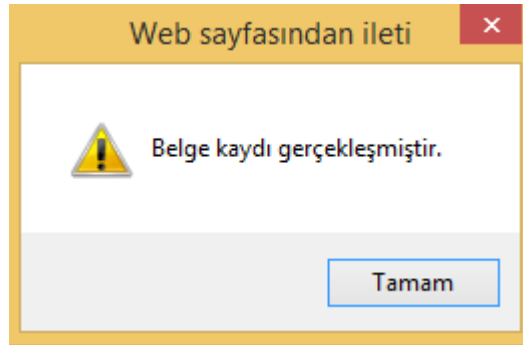 Web sayfasından ileti
Belge kaydı gerçekleşmiştir.
Tamam